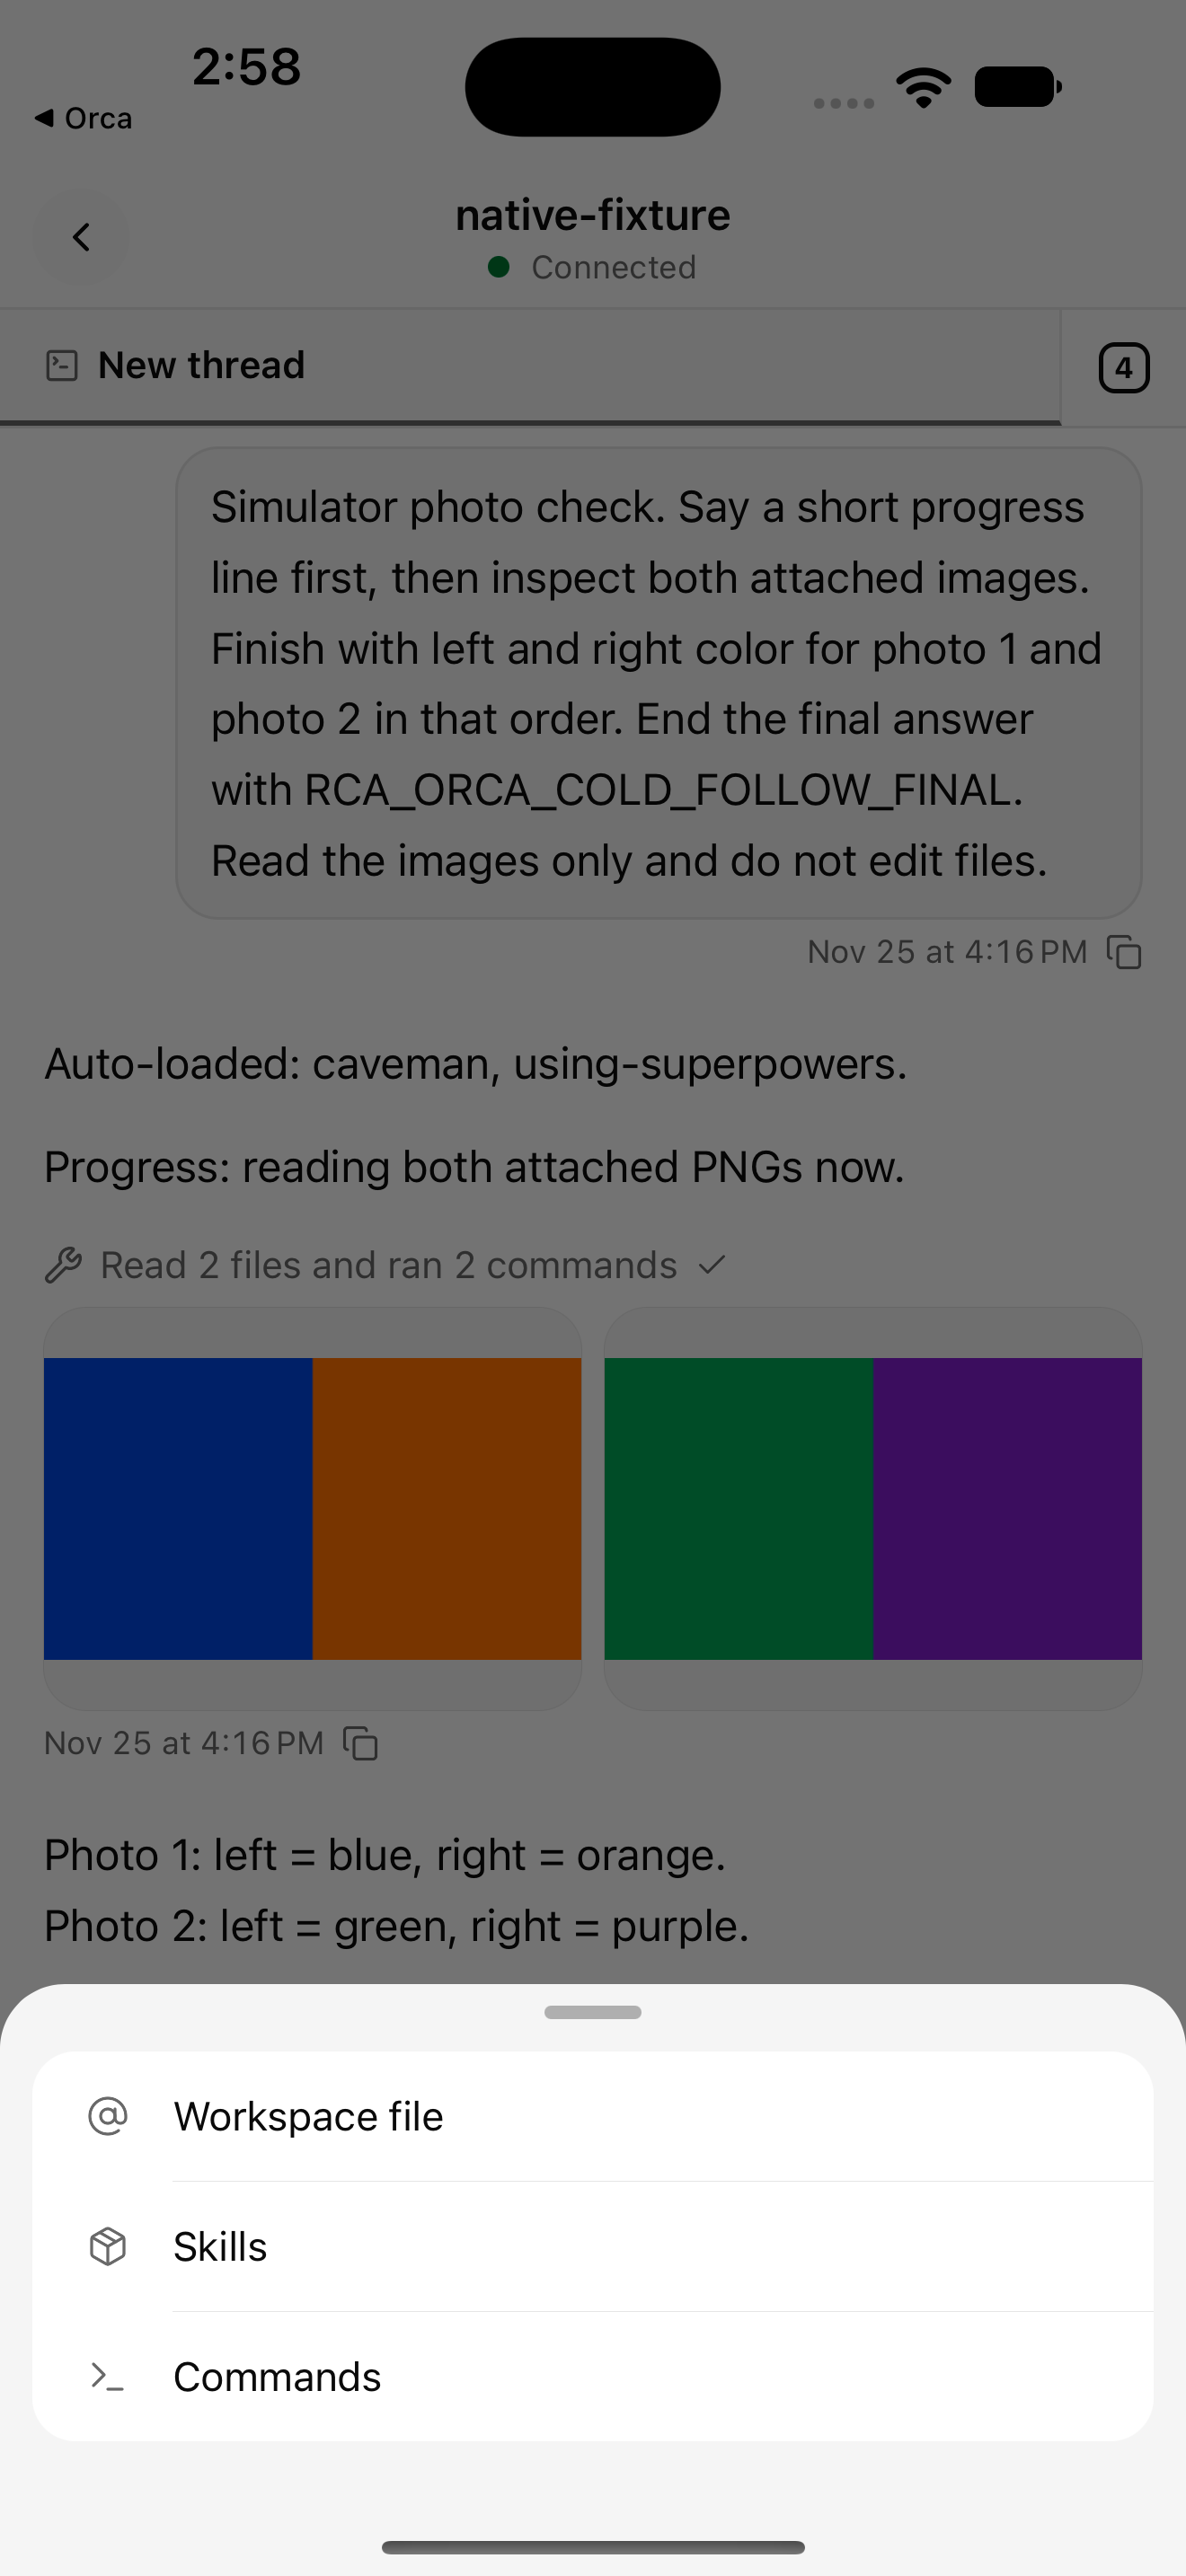 2:58
Orca
native-fixture
Connected
New thread
4
Simulator photo check. Say a short progress
line first, then inspect both attached images.
Finish with left and right color for photo 1 and
photo 2 in that order. End the final answer
with RCA_ORCA_COLD_FOLLOW_FINAL.
Read the images only and do not edit files.
Nov 25 at 4:16 PM
Auto-loaded: caveman, using-superpowers.
Progress: reading both attached PNGs now.
Read 2 files and ran 2 commands
Nov 25 at 4:16 PM
Photo 1: left = blue, right = orange.
Photo 2: left = green, right = purple.
Workspace file
Skills
Commands